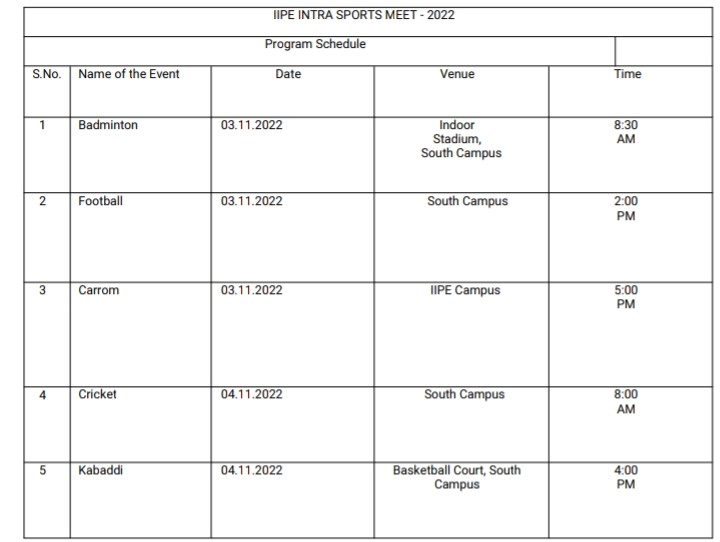 IIPE INTRA SPORTS MEET - 2022
Program Schedule
S.No. Name of the Event Date Venue Time
1 Badminton 03.11.2022 Indoor Stadium, South Campus 8:30 AM
2 Football 03.11.2022 South Campus 2:00 PM
3 Carrom 03.11.2022 IIPE Campus 5:00 PM
4 Cricket 04.11.2022 South Campus 8:00 AM
5 Kabaddi 04.11.2022 Basketball Court, South Campus 4:00 PM